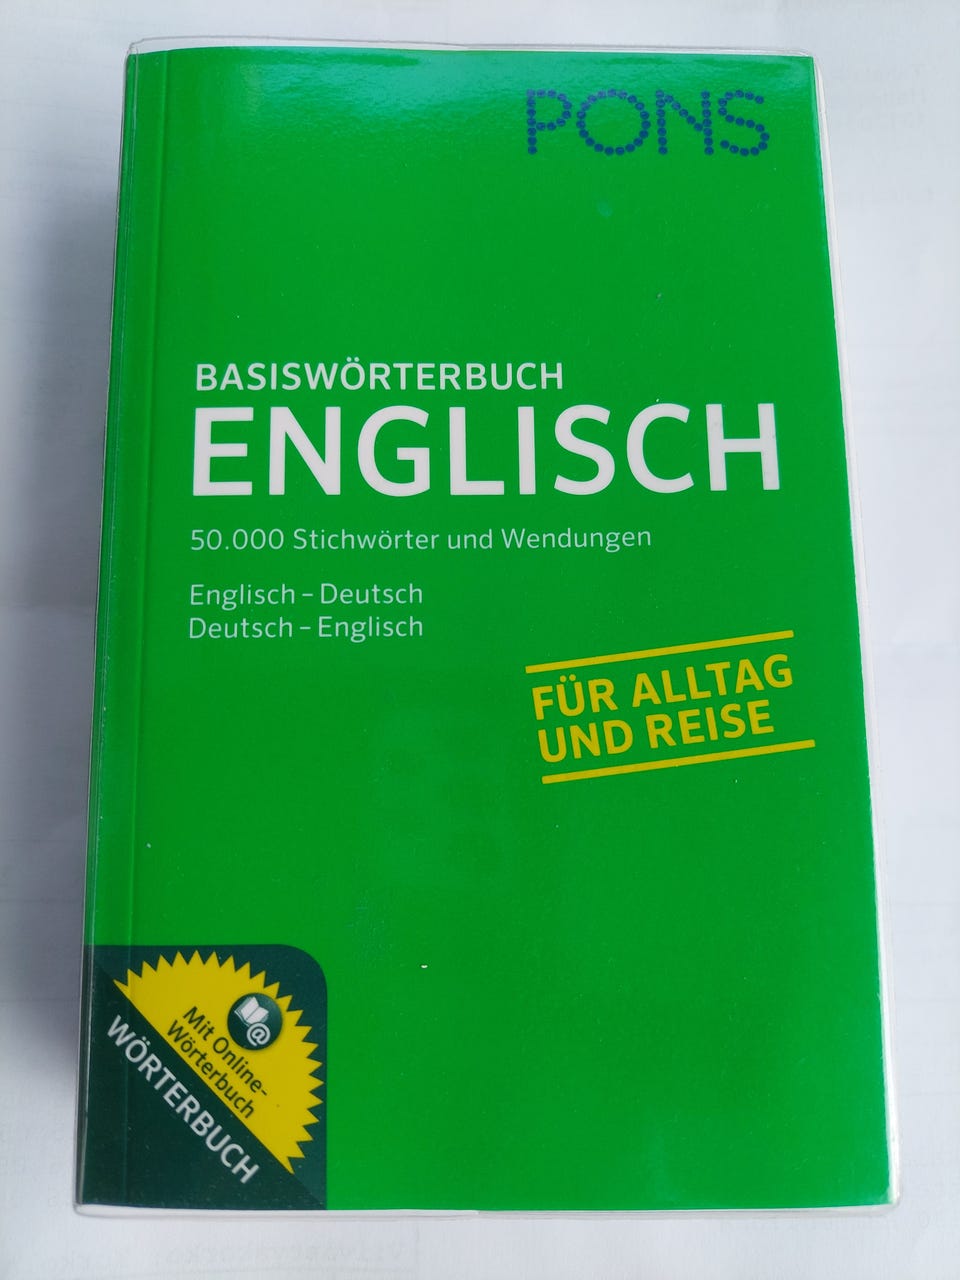 PONS
BASISWÖRTERBUCH
ENGLISCH
50.000 Stichwörter und Wendungen
Englisch – Deutsch
Deutsch – Englisch
FÜR ALLTAG
UND REISE
Mit Online-
Wörterbuch
WÖRTERBUCH